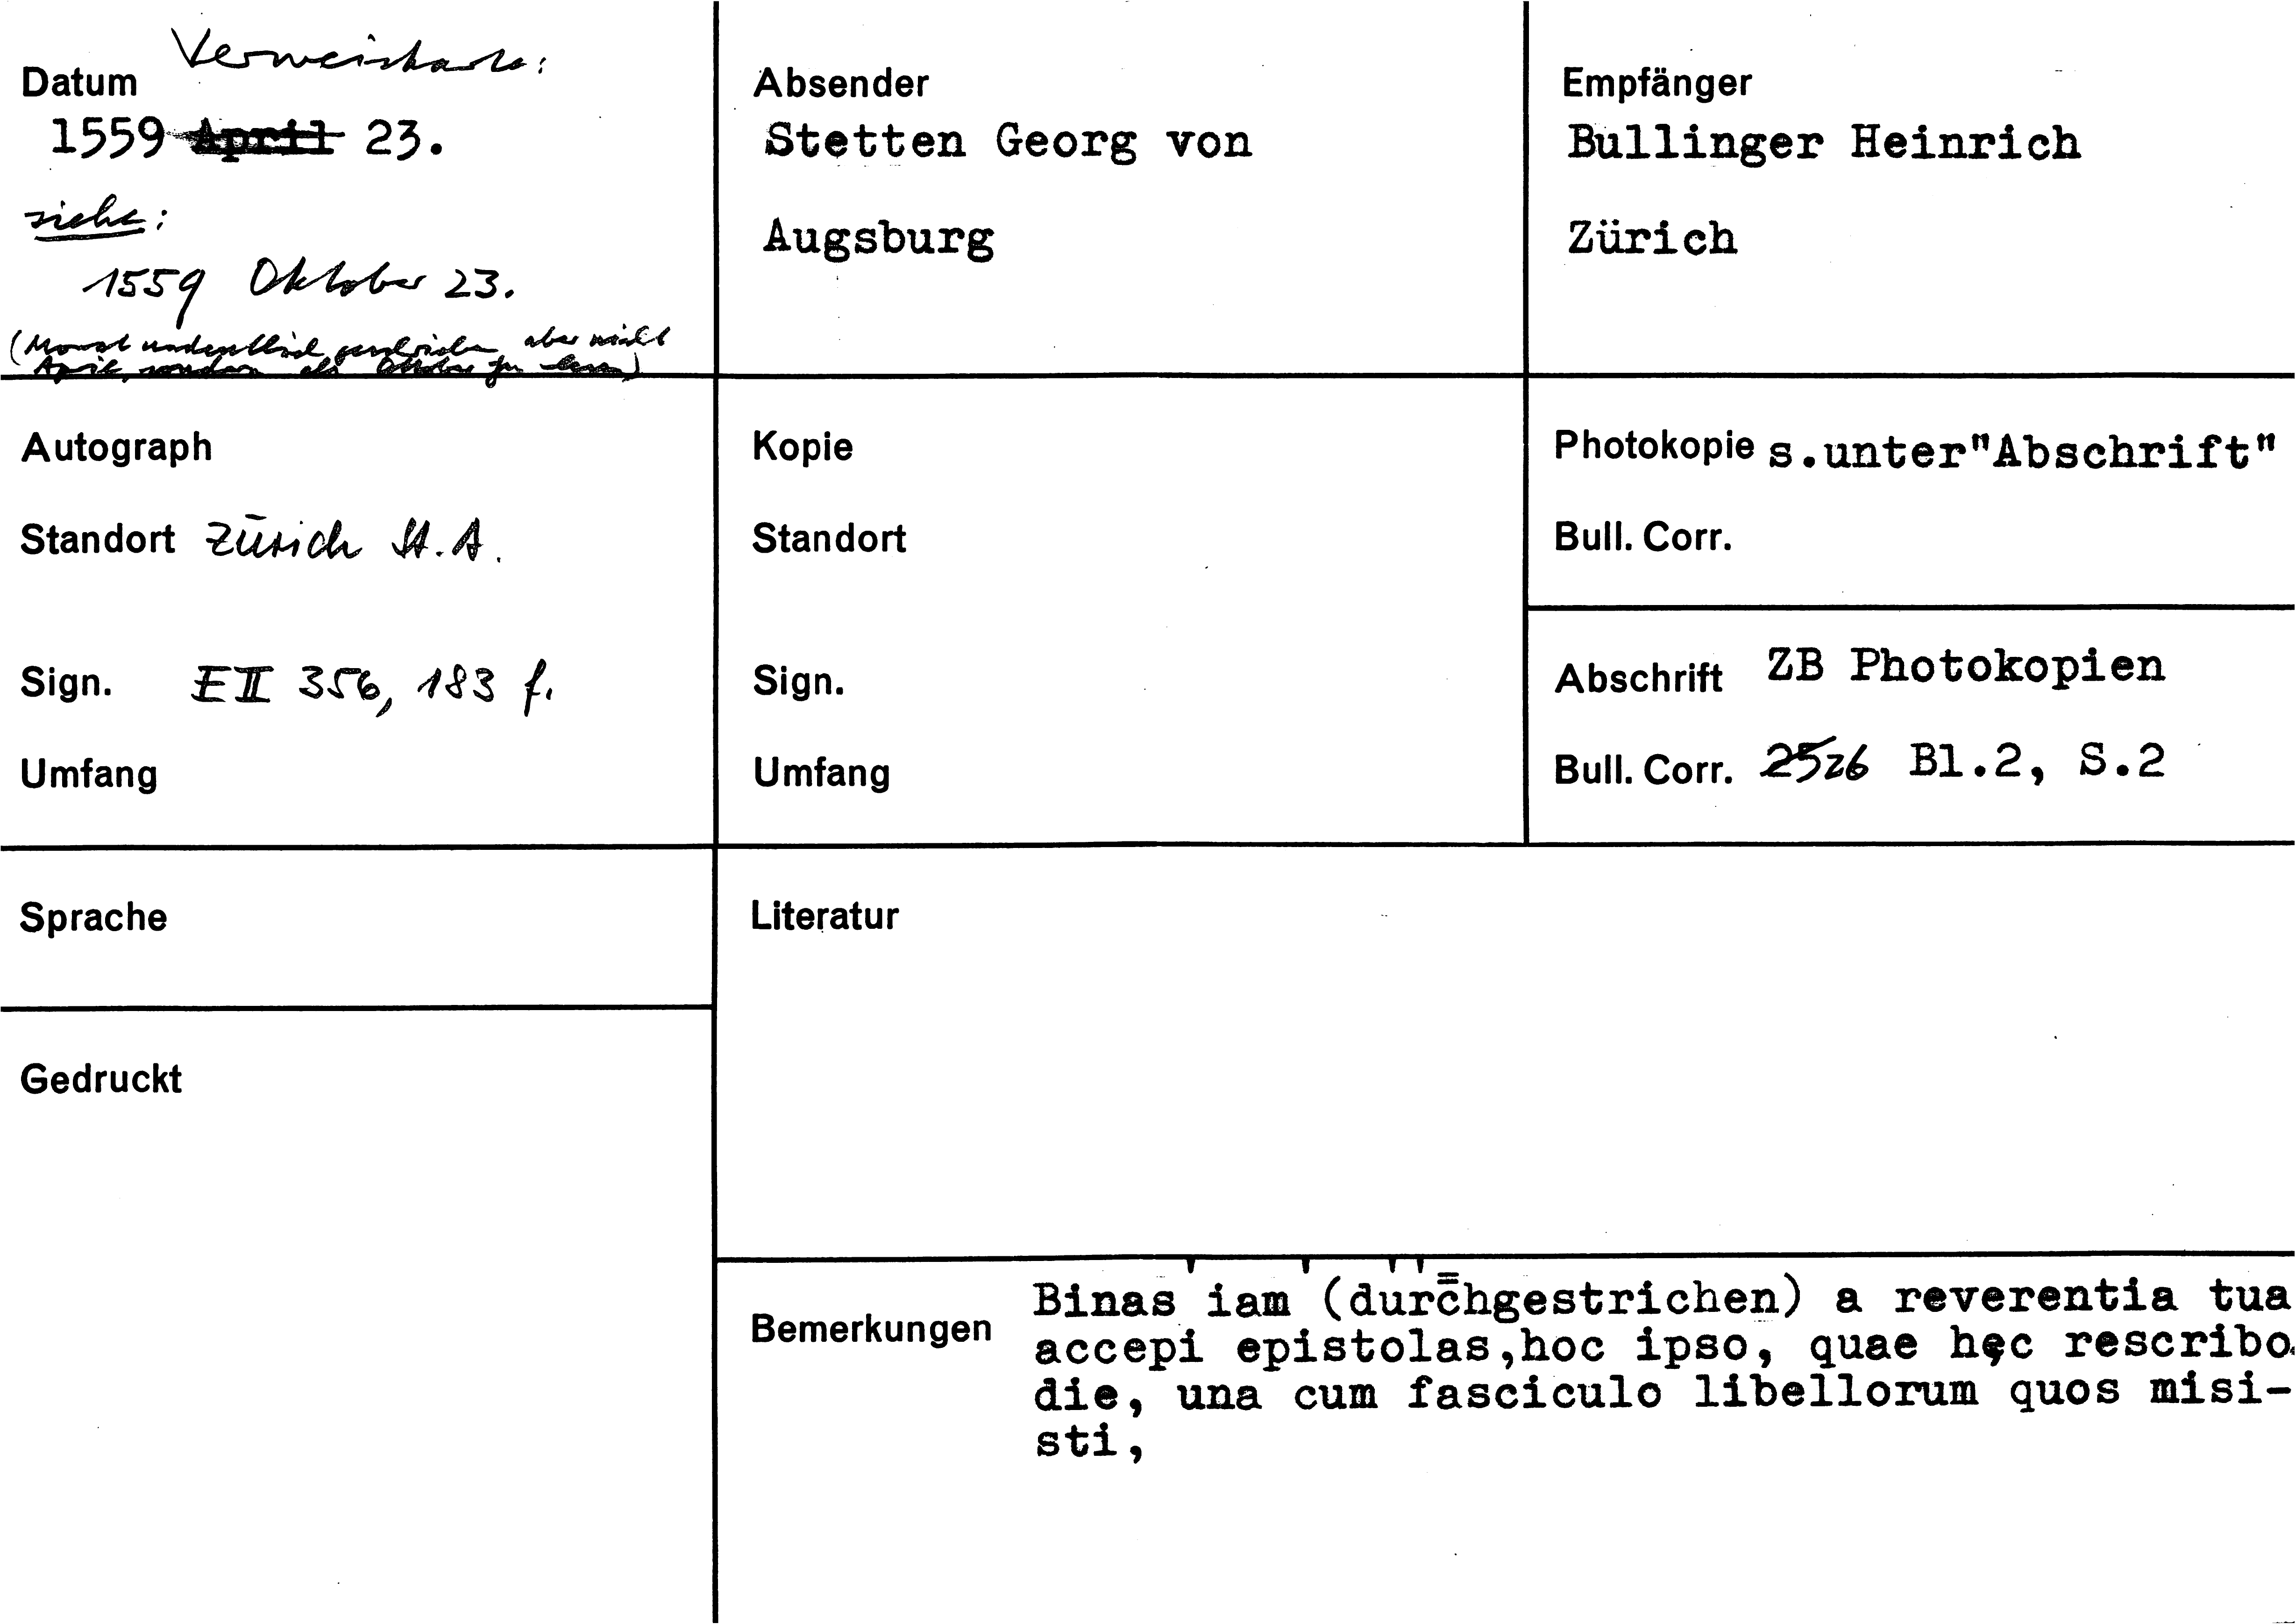 Verweiskarte:
Datum
1559 April 23.
siehe:
1559 Oktober 23.
(Monat undeutlich geschrieben aber nicht
April, sondern als Oktober zu lesen)
Absender
Stetten Georg von
Augsburg
Empfänger
Bullinger Heinrich
Zürich
Autograph
Standort Zürich St.A.
Sign. E II 356, 183 f.
Umfang
Kopie
Standort
Sign.
Umfang
Photokopie s.unter"Abschrift"
Bull. Corr.
Abschrift ZB Photokopien
Bull. Corr. 2526 Bl.2, S.2
Sprache
Literatur
Gedruckt
Bemerkungen
Binas iam (durchgestrichen) a reverentia tua
accepi epistolas,hoc ipso, quae hęc rescribo
die, una cum fasciculo libellorum quos misi-
sti,